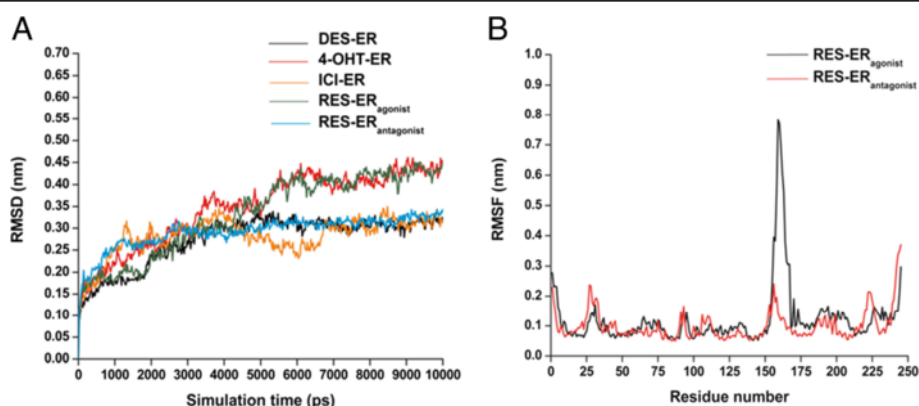 A
DES-ER
4-OHT-ER
ICI-ER
RES-ERagonist
RES-ERantagonist
0.70
0.65
0.60
0.55
0.50
0.45
0.40
0.35
0.30
0.25
0.20
0.15
0.10
0.05
0.00
RMSD (nm)
0 1000 2000 3000 4000 5000 6000 7000 8000 9000 10000
Simulation time (ps)
B
RES-ERagonist
RES-ERantagonist
1.0
0.9
0.8
0.7
0.6
0.5
0.4
0.3
0.2
0.1
0.0
RMSF (nm)
0 25 50 75 100 125 150 175 200 225 250
Residue number